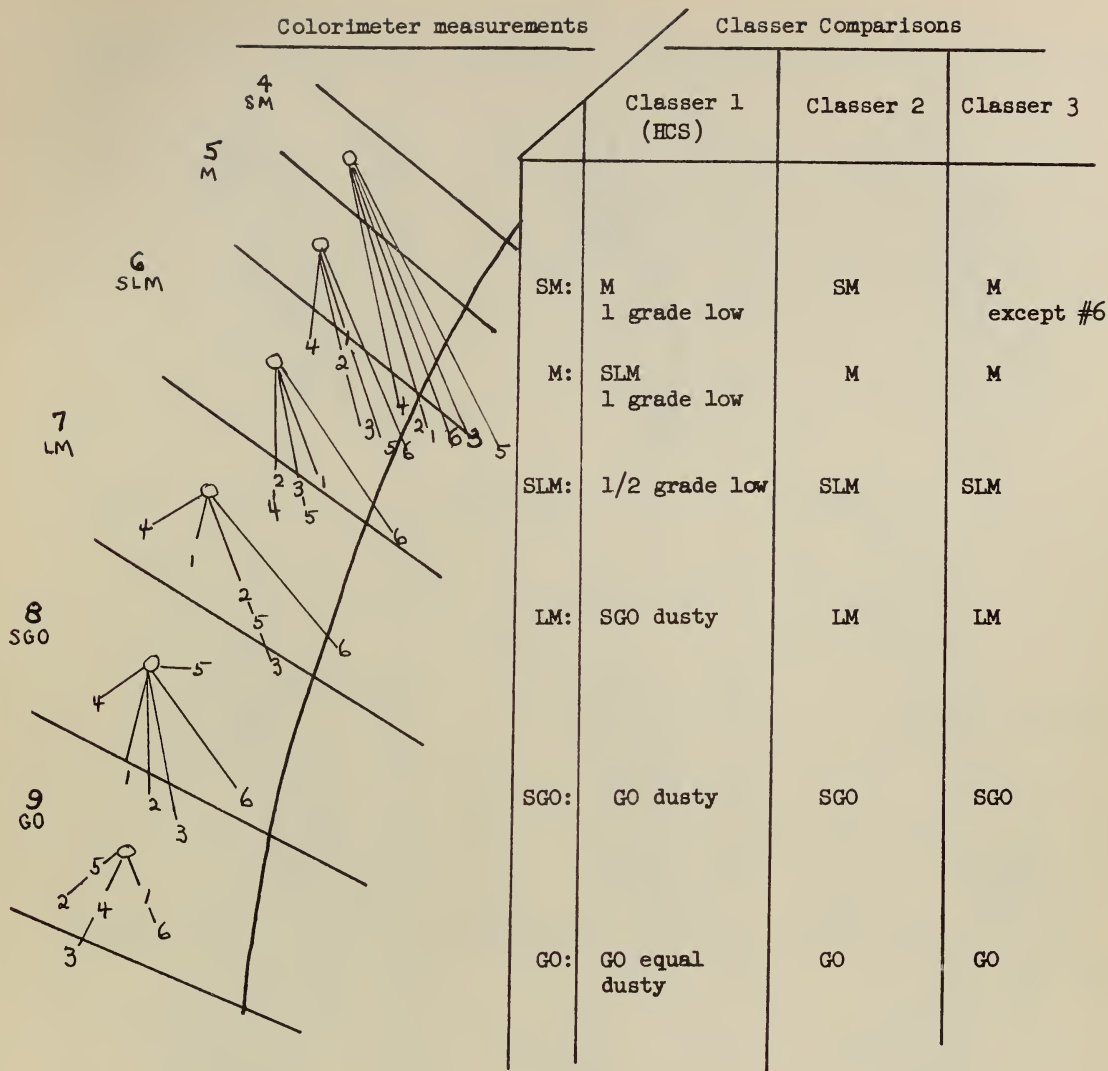 Colorimeter measurements
Classer Comparisons
Classer 1 Classer 2 Classer 3
(HCS)
4
SM
5
M
6
SLM
7
LM
8
SGO
9
GO
4 2 1 3 5 6
4 2 1 6 3 5
2 4 3 5 1 6
4 1 2 5 3 6
4 5 1 2 3 6
5 2 4 3 1 6
SM: M SM M
1 grade low except #6
M: SLM M M
1 grade low
SLM: 1/2 grade low SLM SLM
LM: SGO dusty LM LM
SGO: GO dusty SGO SGO
GO: GO equal GO GO
dusty